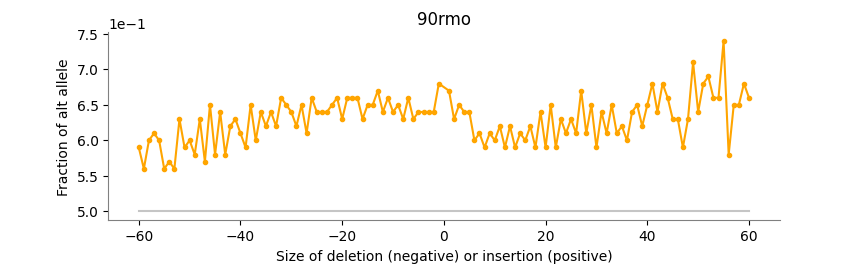 90rmo
1e−1
7.5
7.0
6.5
6.0
5.5
5.0
Fraction of alt allele
−60 −40 −20 0 20 40 60
Size of deletion (negative) or insertion (positive)